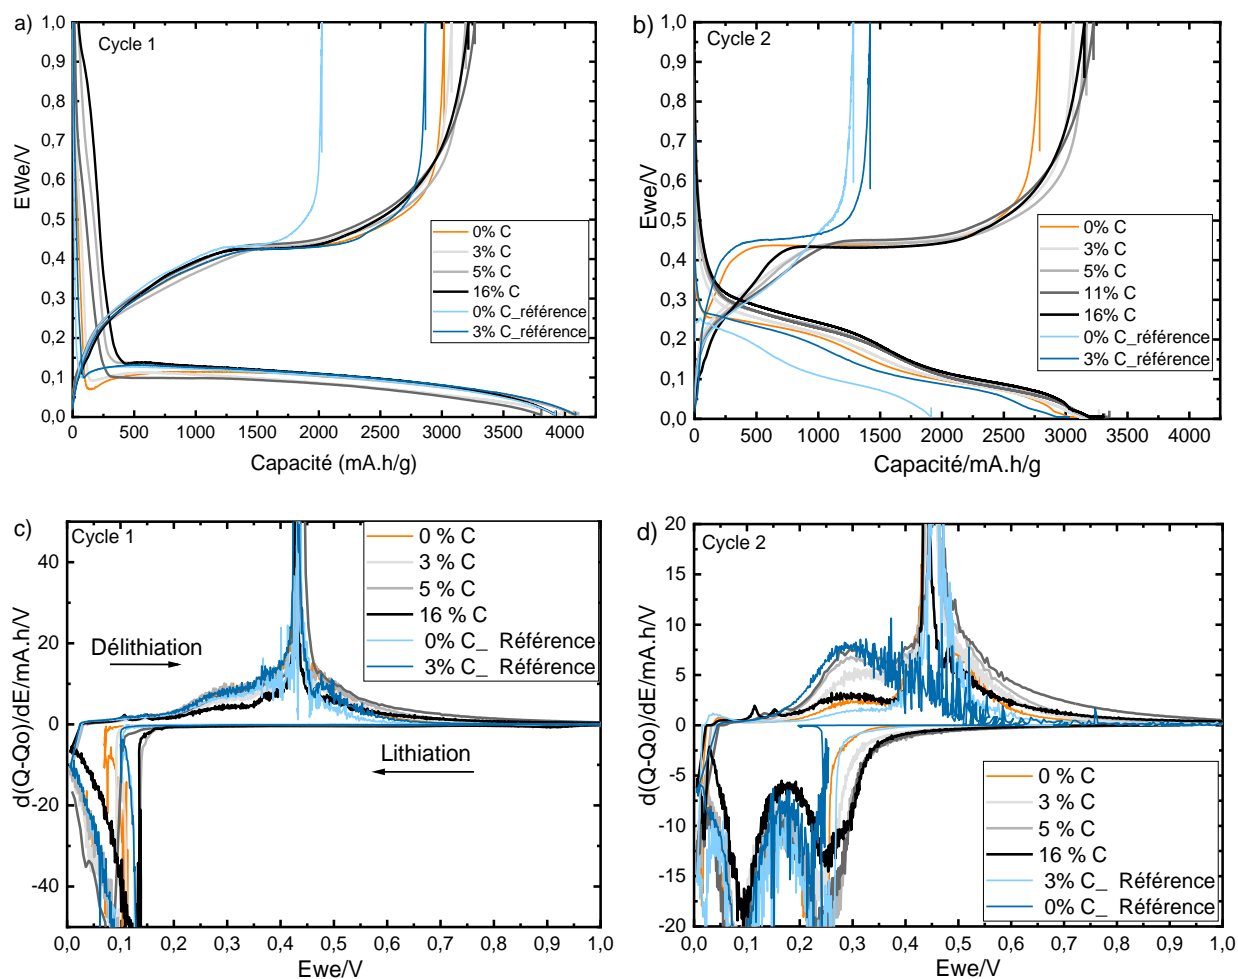 a)
Cycle 1
1,0
0,9
0,8
0,7
0,6
0,5
0,4
0,3
0,2
0,1
0,0
EWe/V
0% C
3% C
5% C
16% C
0% C_référence
3% C_référence
0 500 1000 1500 2000 2500 3000 3500 4000
Capacité (mA.h/g)
b)
Cycle 2
1,0
0,9
0,8
0,7
0,6
0,5
0,4
0,3
0,2
0,1
0,0
Ewe/V
0% C
3% C
5% C
11% C
16% C
0% C_référence
3% C_référence
0 500 1000 1500 2000 2500 3000 3500 4000
Capacité/mA.h/g
c)
Cycle 1
40
20
0
-20
-40
d(Q-Qo)/dE/mA.h/V
0 % C
3 % C
5 % C
16 % C
0% C_ Référence
3% C_ Référence
Délithiation
Lithiation
0,0 0,1 0,2 0,3 0,4 0,5 0,6 0,7 0,8 0,9 1,0
Ewe/V
d)
Cycle 2
20
15
10
5
0
-5
-10
-15
-20
d(Q-Qo)/dE/mA.h/V
0 % C
3 % C
5 % C
16 % C
3% C_ Référence
0% C_ Référence
0,0 0,1 0,2 0,3 0,4 0,5 0,6 0,7 0,8 0,9 1,0
Ewe/V